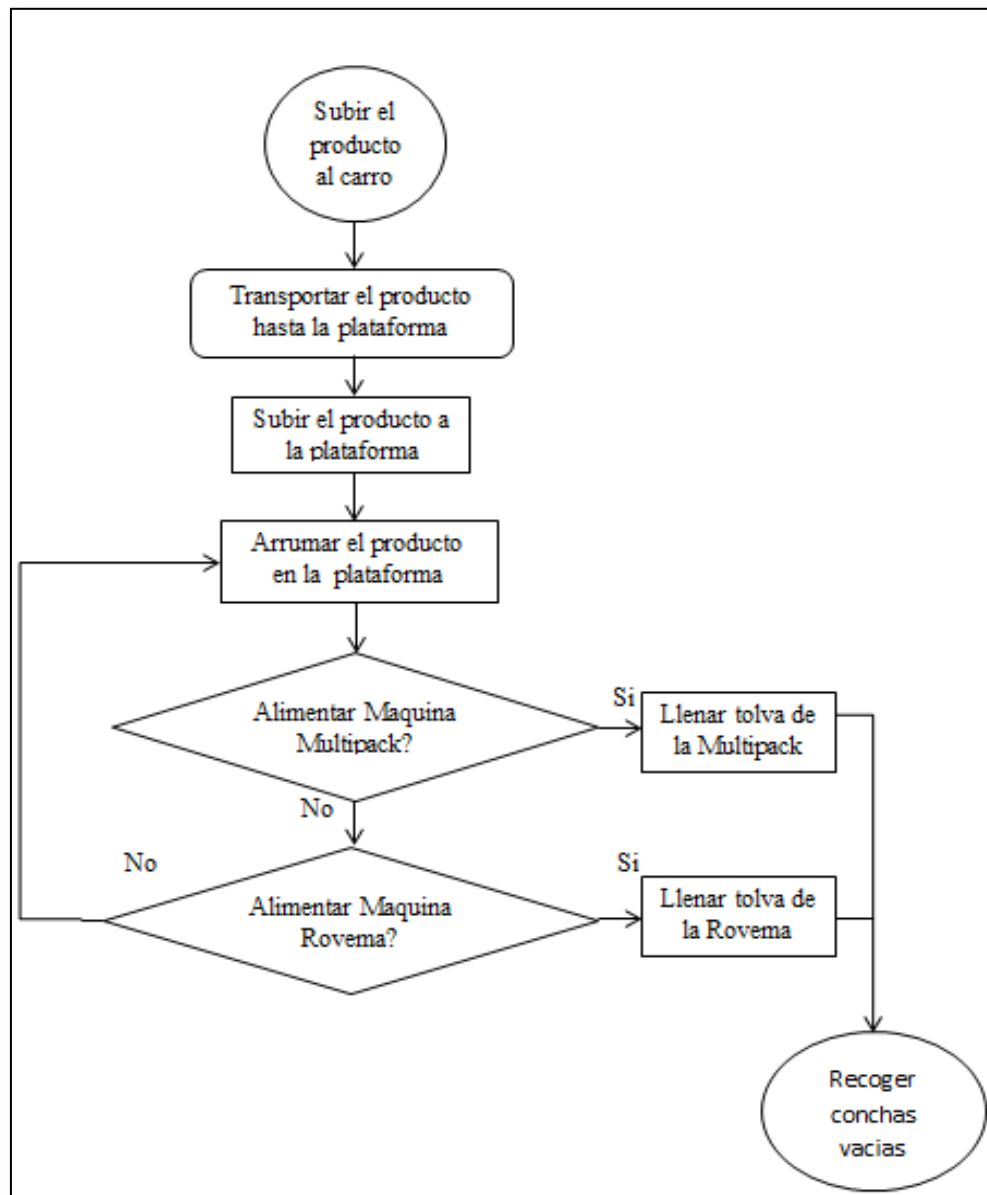 Subir el
producto
al carro
Transportar el producto
hasta la plataforma
Subir el producto a
la plataforma
Arrumar el producto
en la plataforma
Alimentar Maquina
Multipack?
Si
Llenar tolva de
la Multipack
No
No
Alimentar Maquina
Rovema?
Si
Llenar tolva de
la Rovema
Recoger
conchas
vacias